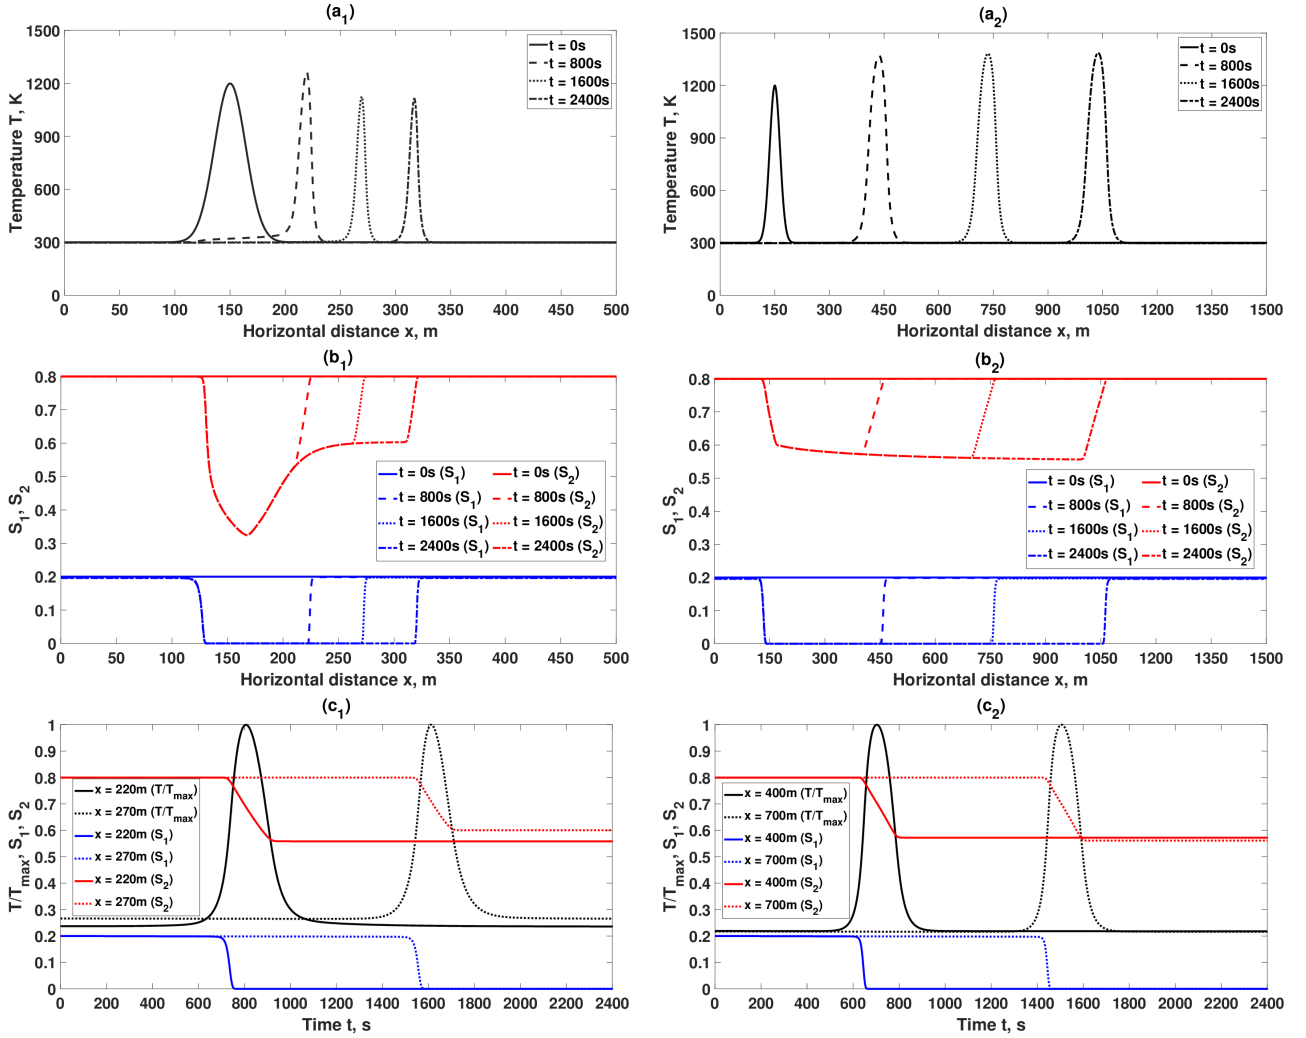 (a1)
1500
1200
900
600
300
0
Temperature T, K
t = 0s
t = 800s
t = 1600s
t = 2400s
0 50 100 150 200 250 300 350 400 450 500
Horizontal distance x, m
(a2)
1500
1200
900
600
300
0
Temperature T, K
t = 0s
t = 800s
t = 1600s
t = 2400s
0 150 300 450 600 750 900 1050 1200 1350 1500
Horizontal distance x, m
(b1)
0.8
0.7
0.6
0.5
0.4
0.3
0.2
0.1
0
S1, S2
t = 0s (S1) t = 0s (S2)
t = 800s (S1) t = 800s (S2)
t = 1600s (S1) t = 1600s (S2)
t = 2400s (S1) t = 2400s (S2)
0 50 100 150 200 250 300 350 400 450 500
Horizontal distance x, m
(b2)
0.8
0.7
0.6
0.5
0.4
0.3
0.2
0.1
0
S1, S2
t = 0s (S1) t = 0s (S2)
t = 800s (S1) t = 800s (S2)
t = 1600s (S1) t = 1600s (S2)
t = 2400s (S1) t = 2400s (S2)
0 150 300 450 600 750 900 1050 1200 1350 1500
Horizontal distance x, m
(c1)
1
0.9
0.8
0.7
0.6
0.5
0.4
0.3
0.2
0.1
0
T/Tmax, S1, S2
x = 220m (T/Tmax)
x = 270m (T/Tmax)
x = 220m (S1)
x = 270m (S1)
x = 220m (S2)
x = 270m (S2)
0 200 400 600 800 1000 1200 1400 1600 1800 2000 2200 2400
Time t, s
(c2)
1
0.9
0.8
0.7
0.6
0.5
0.4
0.3
0.2
0.1
0
T/Tmax, S1, S2
x = 400m (T/Tmax)
x = 700m (T/Tmax)
x = 400m (S1)
x = 700m (S1)
x = 400m (S2)
x = 700m (S2)
0 200 400 600 800 1000 1200 1400 1600 1800 2000 2200 2400
Time t, s